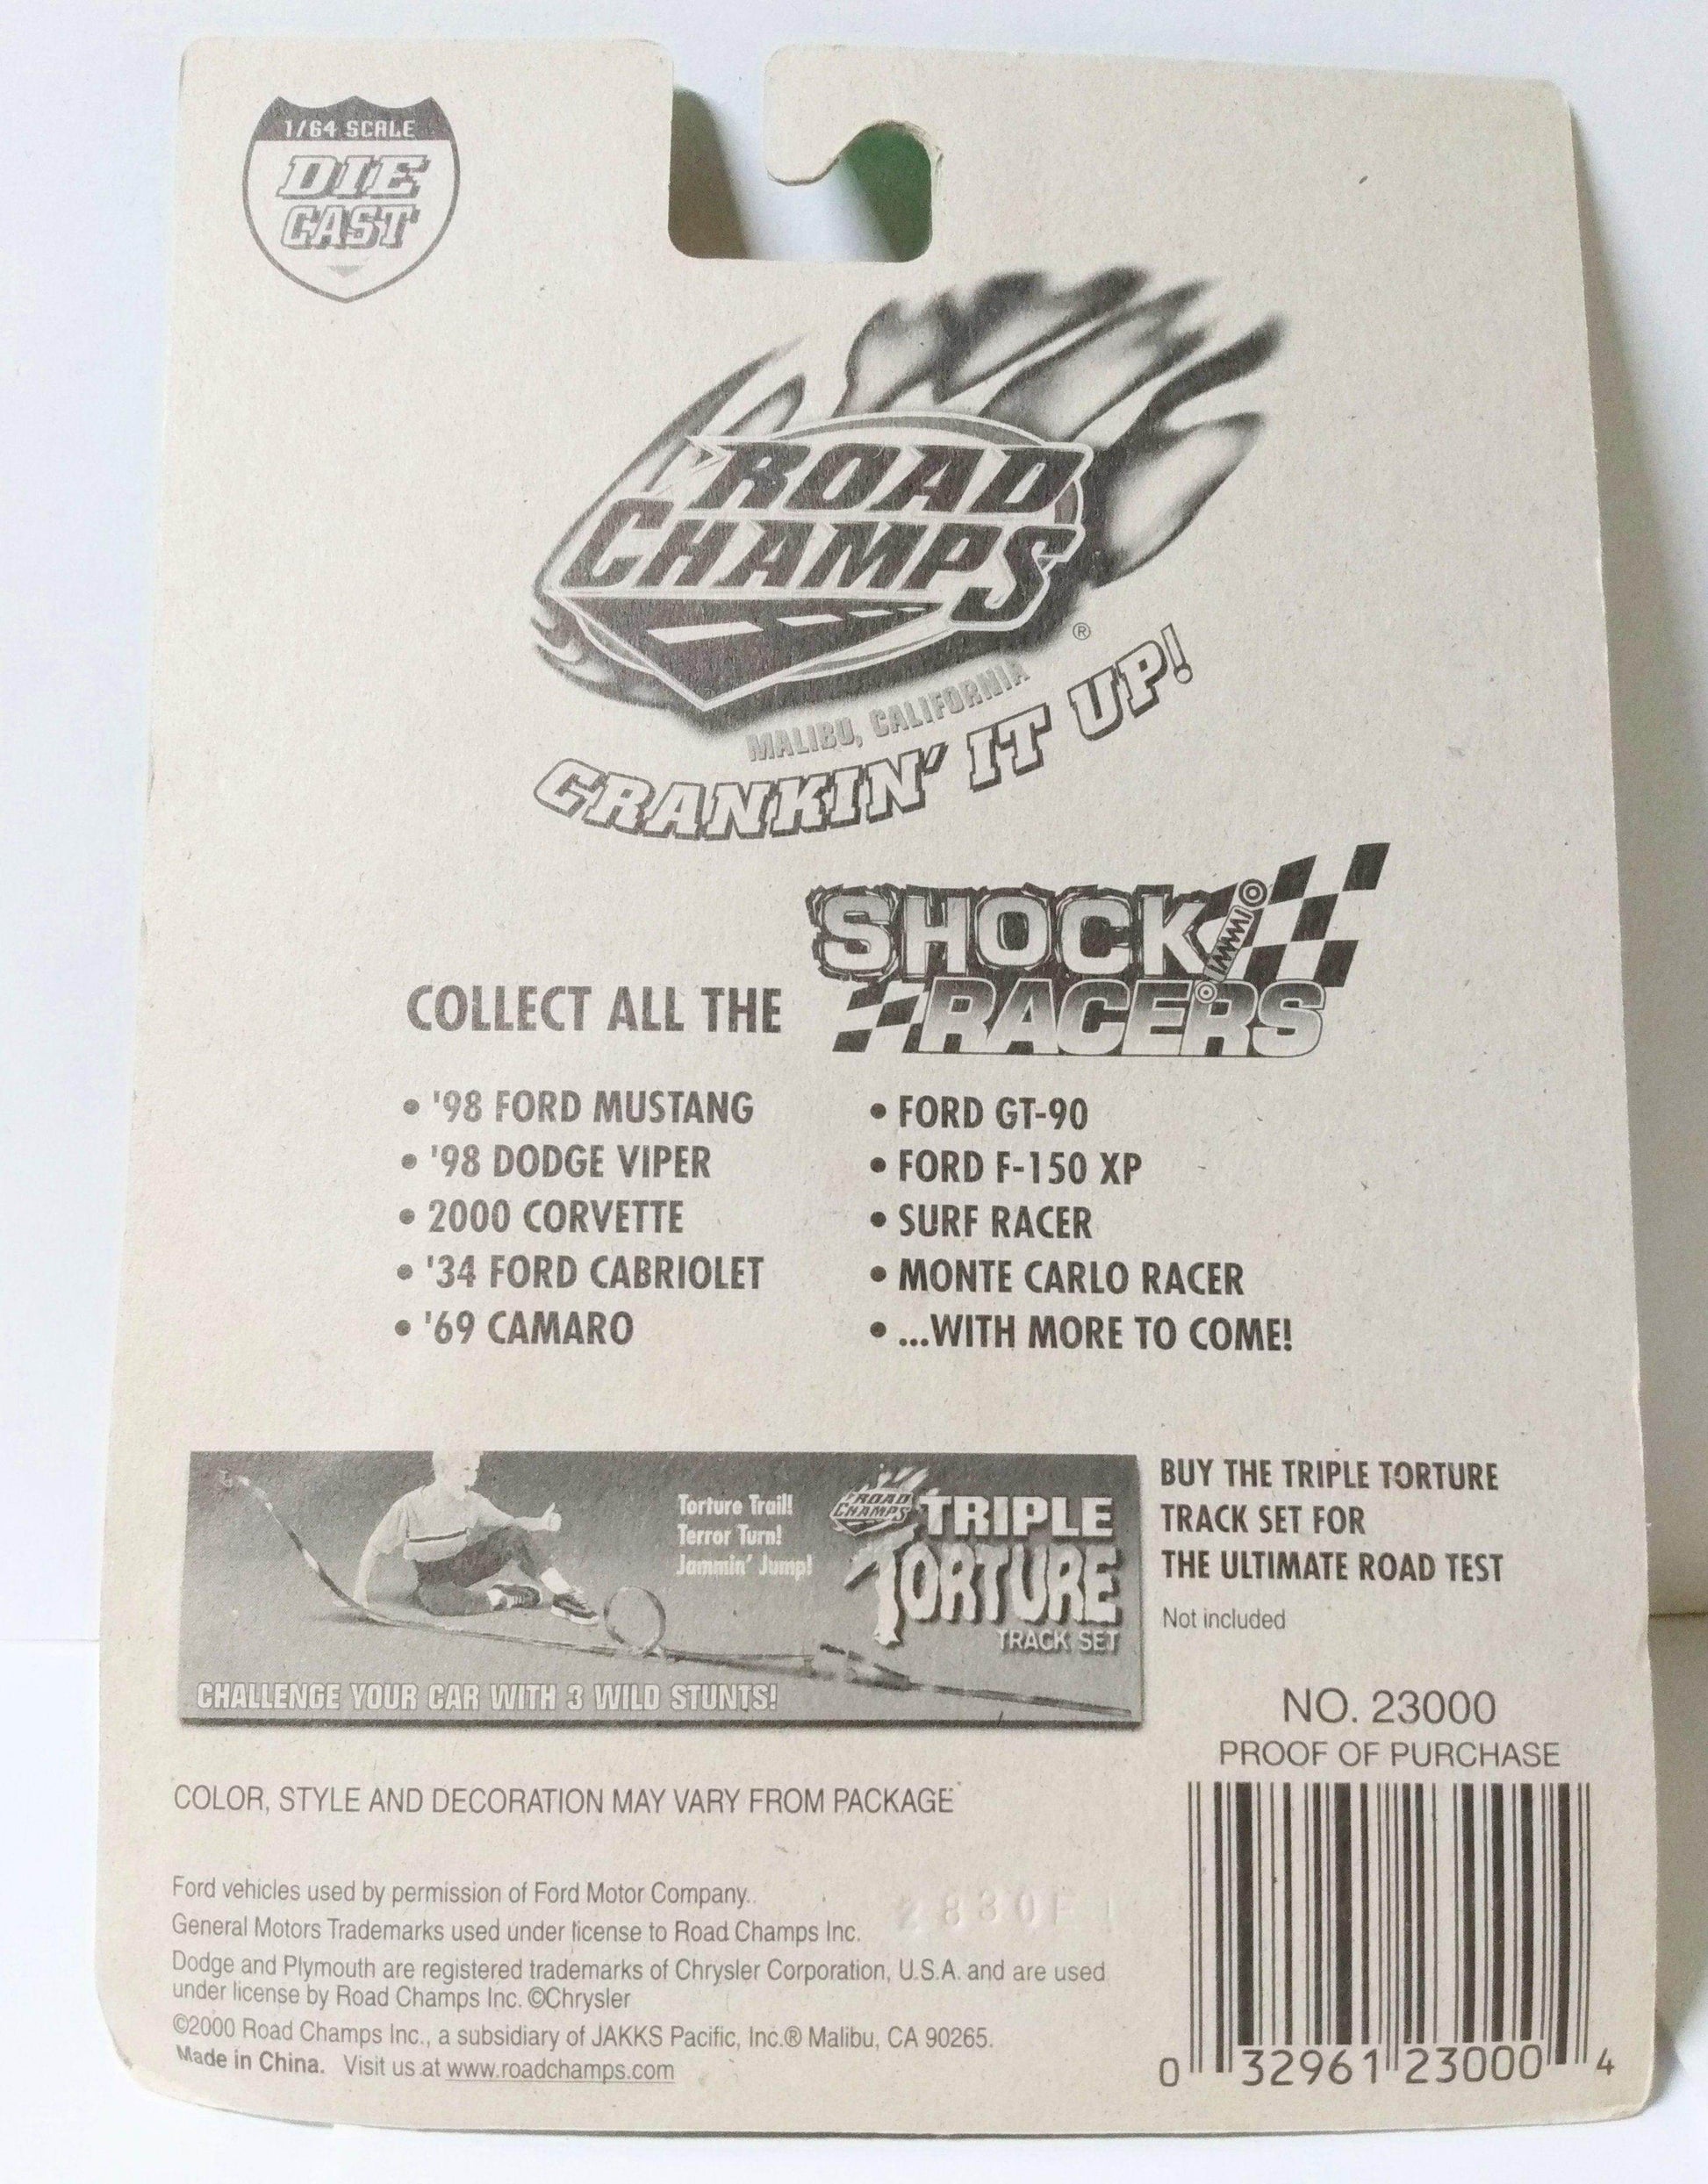 1/64 SCALE
DIE
CAST
ROAD
CHAMPS
®
MALIBU, CALIFORNIA
CRANKIN' IT UP!
SHOCK
RACERS
COLLECT ALL THE
• '98 FORD MUSTANG
• '98 DODGE VIPER
• 2000 CORVETTE
• '34 FORD CABRIOLET
• '69 CAMARO
• FORD GT-90
• FORD F-150 XP
• SURF RACER
• MONTE CARLO RACER
• ...WITH MORE TO COME!
Torture Trail!
Terror Turn!
Jammin' Jump!
ROAD
CHAMPS
TRIPLE
TORTURE
TRACK SET
CHALLENGE YOUR CAR WITH 3 WILD STUNTS!
BUY THE TRIPLE TORTURE
TRACK SET FOR
THE ULTIMATE ROAD TEST
Not included
NO. 23000
PROOF OF PURCHASE
0 32961 23000 4
COLOR, STYLE AND DECORATION MAY VARY FROM PACKAGE
Ford vehicles used by permission of Ford Motor Company.
General Motors Trademarks used under license to Road Champs Inc.
Dodge and Plymouth are registered trademarks of Chrysler Corporation, U.S.A. and are used
under license by Road Champs Inc. ©Chrysler
©2000 Road Champs Inc., a subsidiary of JAKKS Pacific, Inc.® Malibu, CA 90265.
Made in China. Visit us at www.roadchamps.com